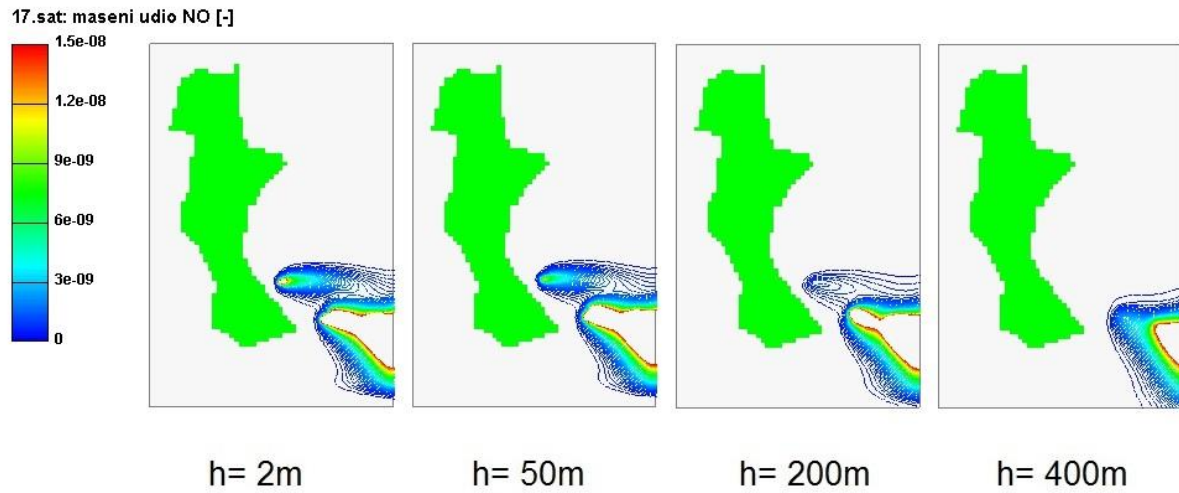 17.sat: maseni udio NO [-]
1.5e-08
1.2e-08
9e-09
6e-09
3e-09
0
h= 2m
h= 50m
h= 200m
h= 400m